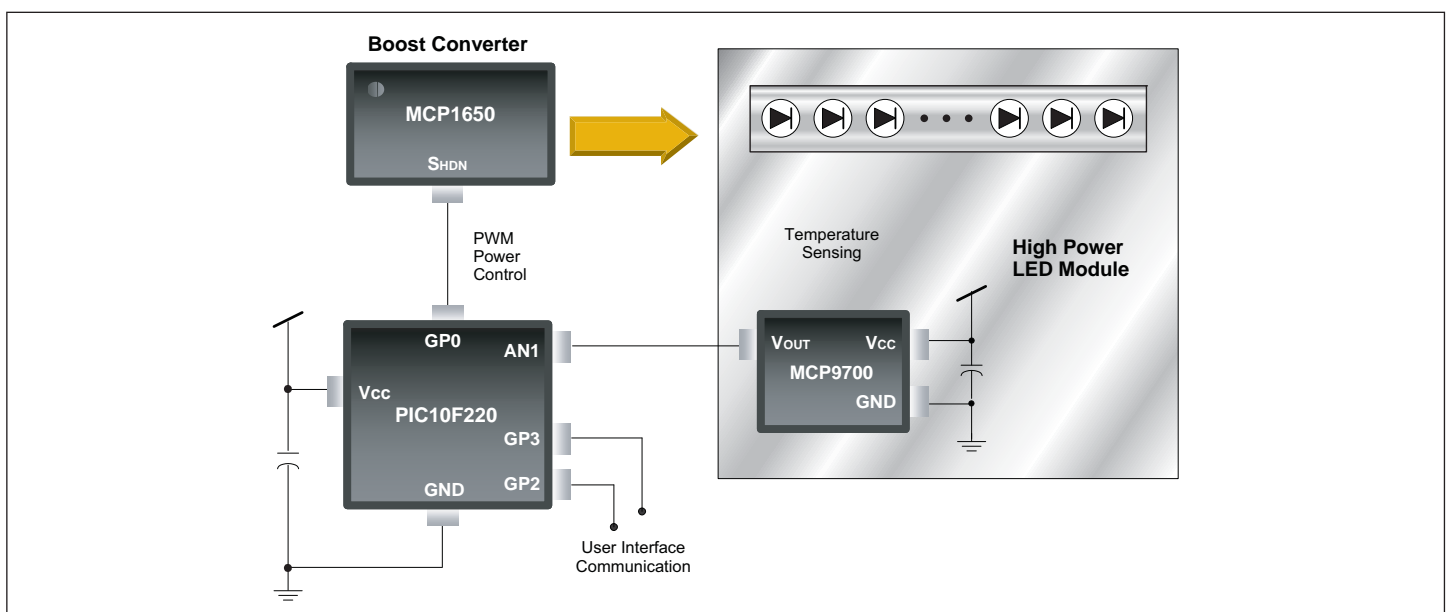 Boost Converter
MCP1650
SHDN
PWM
Power
Control
GP0
AN1
Vcc
PIC10F220
GP3
GND
GP2
User Interface
Communication
Temperature
Sensing
High Power
LED Module
VOUT
Vcc
MCP9700
GND